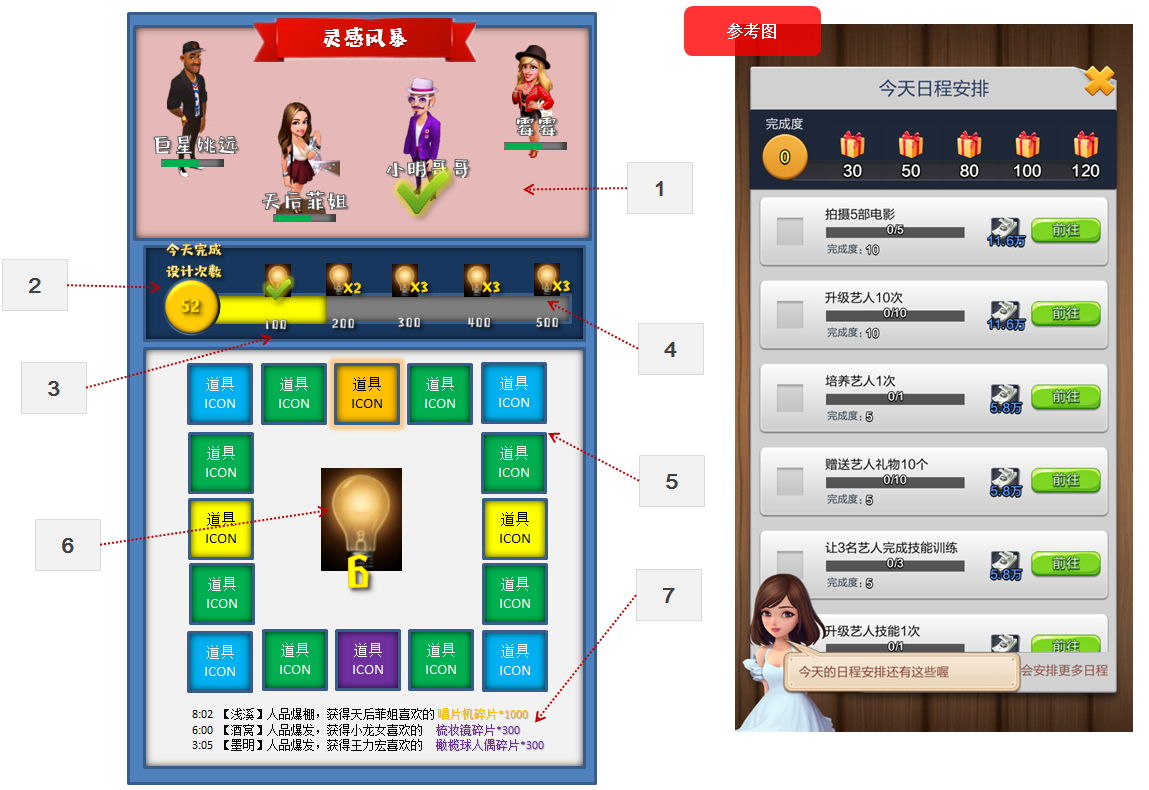 灵感风暴
巨星姚远
天后菲姐
小明哥哥
霉霉
1
今天完成
设计次数
52
X2
X3
X3
X3
100
200
300
400
500
2
3
4
道具
ICON
道具
ICON
道具
ICON
道具
ICON
道具
ICON
道具
ICON
道具
ICON
道具
ICON
道具
ICON
道具
ICON
道具
ICON
道具
ICON
道具
ICON
道具
ICON
道具
ICON
道具
ICON
6
5
6
7
8:02 【浅溪】人品爆棚，获得天后菲姐喜欢的 唱片机碎片*1000
6:00 【酒窝】人品爆发，获得小龙女喜欢的 梳妆镜碎片*300
3:05 【墨明】人品爆发，获得王力宏喜欢的 橄榄球人偶碎片*300
参考图
今天日程安排
完成度
0
30
50
80
100
120
拍摄5部电影
0/5
完成度：10
11.6万
前往
升级艺人10次
0/10
完成度：10
11.6万
前往
培养艺人1次
0/1
完成度：5
5.8万
前往
赠送艺人礼物10个
0/10
完成度：5
5.8万
前往
让3名艺人完成技能训练
0/3
完成度：5
5.8万
前往
升级艺人技能1次
0/1
前往
今天的日程安排还有这些喔
会安排更多日程